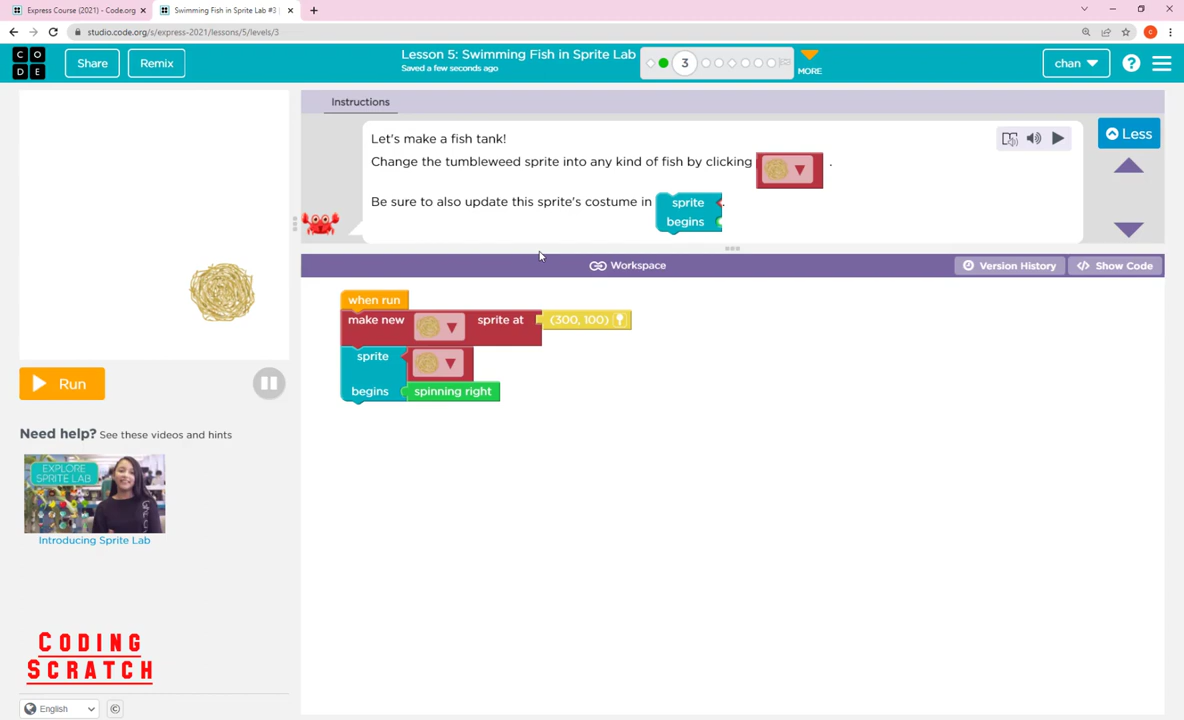 Express Course (2021) - Code.org
Swimming Fish in Sprite Lab #3
studio.code.org/s/express-2021/lessons/5/levels/3
C
CO
DE
Share
Remix
Lesson 5: Swimming Fish in Sprite Lab
Saved a few seconds ago
3
MORE
chan
?
Instructions
Let's make a fish tank!
Change the tumbleweed sprite into any kind of fish by clicking .
Be sure to also update this sprite's costume in sprite begins .
Less
Workspace
Version History
</> Show Code
when run
make new sprite at (300, 100)
sprite
begins spinning right
Run
Need help? See these videos and hints
EXPLORE
SPRITE LAB
Introducing Sprite Lab
CODING
SCRATCH
English
©